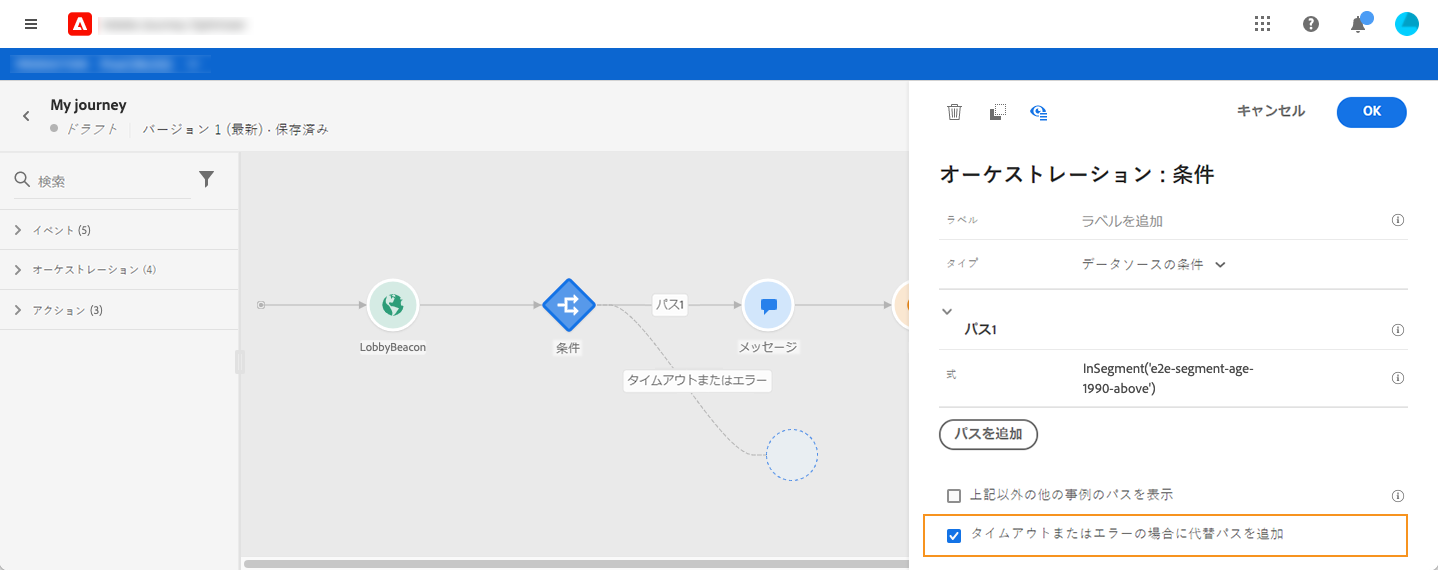 My journey
ドラフト バージョン 1 (最新) · 保存済み
検索
イベント (5)
オーケストレーション (4)
アクション (3)
LobbyBeacon
条件
パス1
メッセージ
タイムアウトまたはエラー
キャンセル
OK
オーケストレーション : 条件
ラベル ラベルを追加
タイプ データソースの条件
パス1
式 InSegment('e2e-segment-age-
1990-above')
パスを追加
上記以外の他の事例のパスを表示
タイムアウトまたはエラーの場合に代替パスを追加